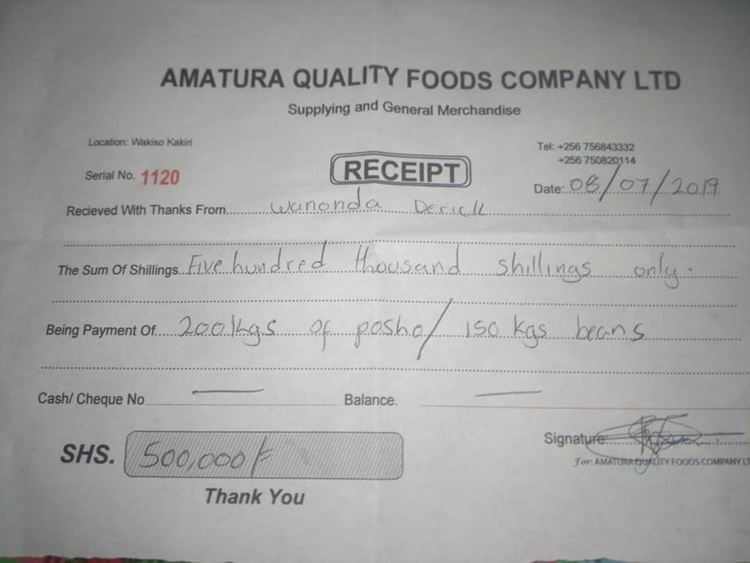 AMATURA QUALITY FOODS COMPANY LTD
Supplying and General Merchandise
Location: Wakiso Kakiri
Tel: +256 756843332
+256 750820114
Serial No. 1120
RECEIPT
Date: 08/07/2019
Recieved With Thanks From Wanonda Derick
The Sum Of Shillings Five hundred thousand shillings only.
Being Payment Of 200kgs of posho/ 150 kgs beans
Cash/ Cheque No — Balance. —
SHS. 500,000/=
Signature
For: AMATURA QUALITY FOODS COMPANY LT
Thank You